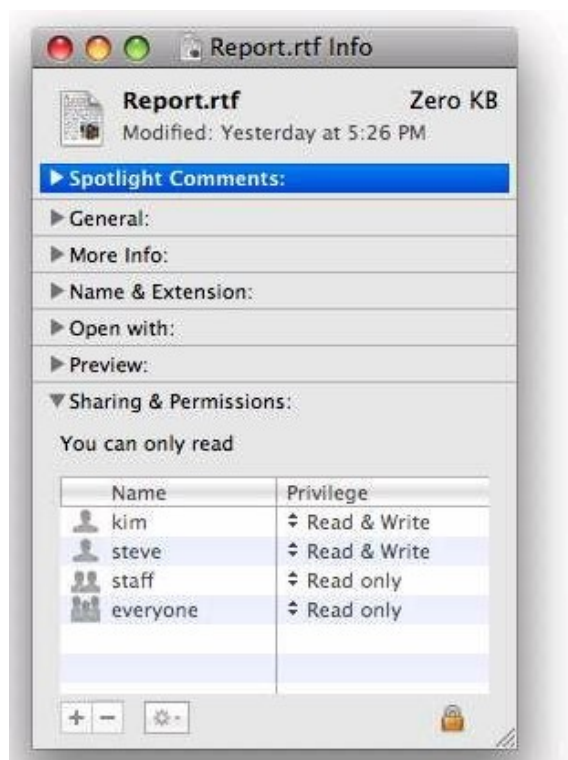 Report.rtf Info
Report.rtf Zero KB
Modified: Yesterday at 5:26 PM
Spotlight Comments:
General:
More Info:
Name & Extension:
Open with:
Preview:
Sharing & Permissions:
You can only read
Name Privilege
kim Read & Write
steve Read & Write
staff Read only
everyone Read only